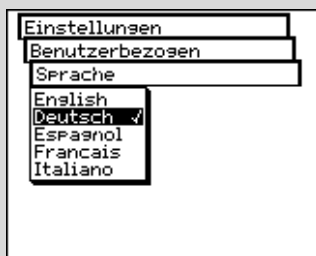 Einstellungen
Benutzerbezogen
Sprache
English
Deutsch ✓
Espagnol
Francais
Italiano